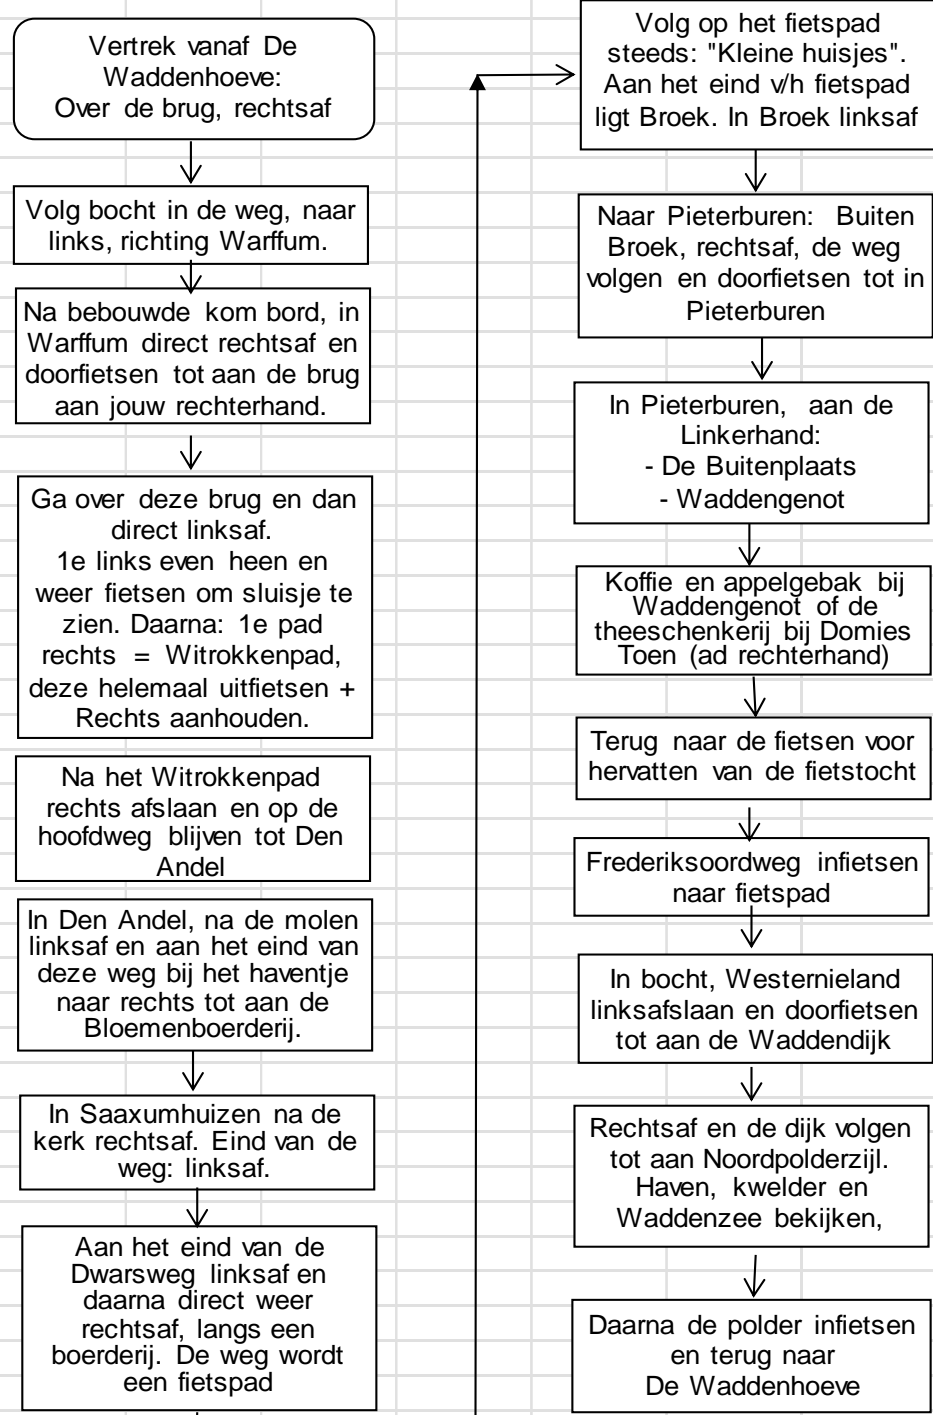 Vertrek vanaf De
Waddenhoeve:
Over de brug, rechtsaf
Volg bocht in de weg, naar
links, richting Warffum.
Na bebouwde kom bord, in
Warffum direct rechtsaf en
doorfietsen tot aan de brug
aan jouw rechterhand.
Ga over deze brug en dan
direct linksaf.
1e links even heen en
weer fietsen om sluisje te
zien. Daarna: 1e pad
rechts = Witrokkenpad,
deze helemaal uitfietsen +
Rechts aanhouden.
Na het Witrokkenpad
rechts afslaan en op de
hoofdweg blijven tot Den
Andel
In Den Andel, na de molen
linksaf en aan het eind van
deze weg bij het haventje
naar rechts tot aan de
Bloemenboerderij.
In Saaxumhuizen na de
kerk rechtsaf. Eind van de
weg: linksaf.
Aan het eind van de
Dwarsweg linksaf en
daarna direct weer
rechtsaf, langs een
boerderij. De weg wordt
een fietspad
Volg op het fietspad
steeds: "Kleine huisjes".
Aan het eind v/h fietspad
ligt Broek. In Broek linksaf
Naar Pieterburen: Buiten
Broek, rechtsaf, de weg
volgen en doorfietsen tot in
Pieterburen
In Pieterburen, aan de
Linkerhand:
- De Buitenplaats
- Waddengenot
Koffie en appelgebak bij
Waddengenot of de
theeschenkerij bij Domies
Toen (ad rechterhand)
Terug naar de fietsen voor
hervatten van de fietstocht
Frederiksoordweg infietsen
naar fietspad
In bocht, Westernieland
linksafslaan en doorfietsen
tot aan de Waddendijk
Rechtsaf en de dijk volgen
tot aan Noordpolderzijl.
Haven, kwelder en
Waddenzee bekijken,
Daarna de polder infietsen
en terug naar
De Waddenhoeve